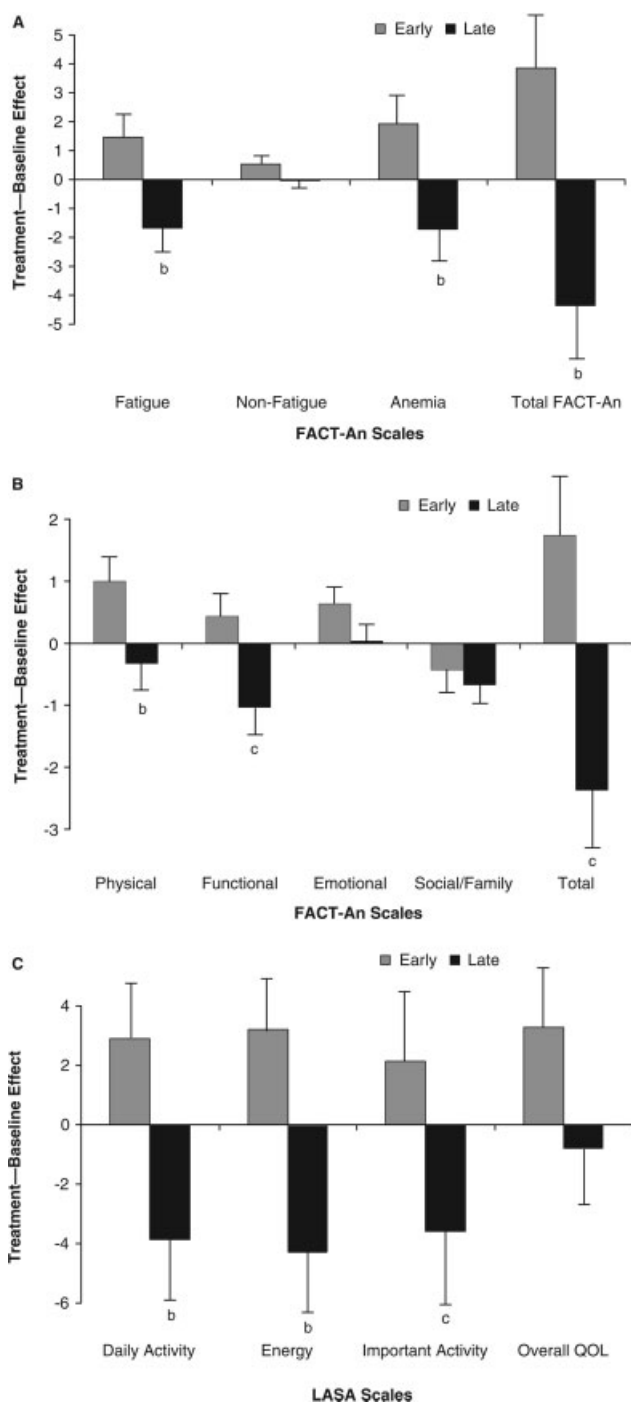 A
Early Late
Treatment—Baseline Effect
5
4
3
2
1
0
-1
-2
-3
-4
-5
b
b
b
Fatigue Non-Fatigue Anemia Total FACT-An
FACT-An Scales
B
Early Late
Treatment—Baseline Effect
2
1
0
-1
-2
-3
b
c
c
Physical Functional Emotional Social/Family Total
FACT-An Scales
C
Early Late
Treatment—Baseline Effect
4
2
0
-2
-4
-6
b
b
c
Daily Activity Energy Important Activity Overall QOL
LASA Scales